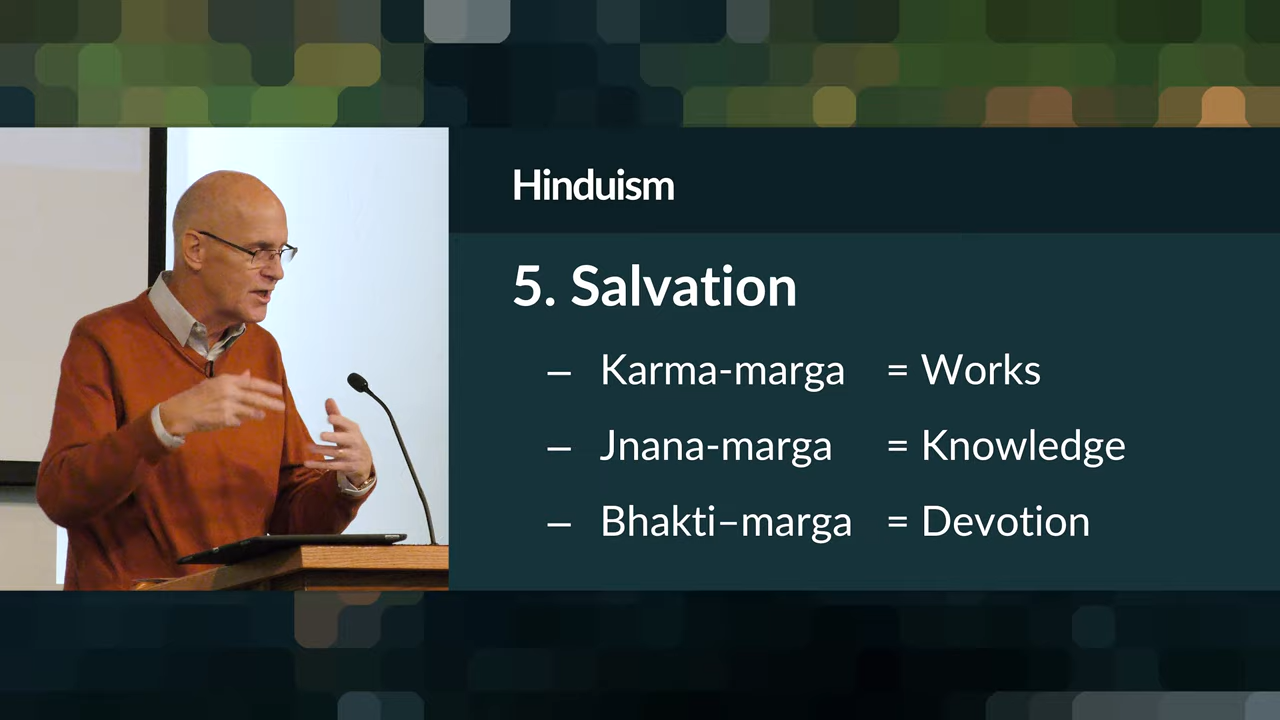 Hinduism
5. Salvation
– Karma-marga = Works
– Jnana-marga = Knowledge
– Bhakti–marga = Devotion